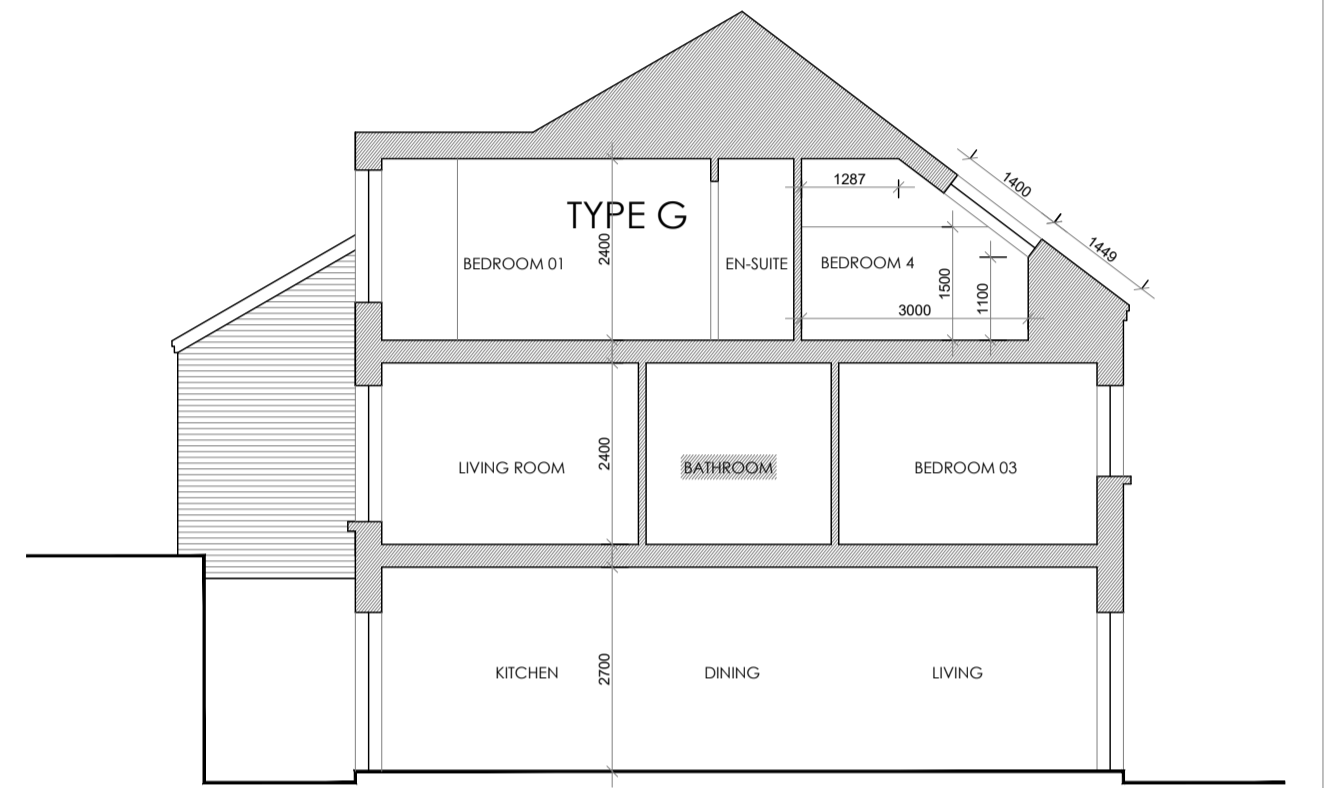 1400
1449
1287
TYPE G
2400
BEDROOM 01
EN-SUITE
BEDROOM 4
1500
1100
3000
2400
LIVING ROOM
BATHROOM
BEDROOM 03
2700
KITCHEN
DINING
LIVING